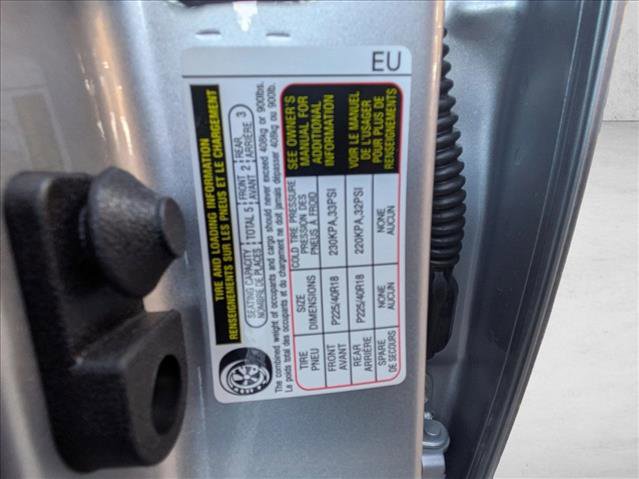 EU
TIRE AND LOADING INFORMATION
RENSEIGNEMENTS SUR LES PNEUS ET LE CHARGEMENT
SEATING CAPACITY TOTAL 5 FRONT 2 REAR 3
NOMBRE DE PLACES AVANT ARRIÈRE
The combined weight of occupants and cargo should never exceed 408kg or 900lbs.
La poids total des occupants et du chargement ne doit jamais dépasser 408kg ou 900lb.
TIRE SIZE COLD TIRE PRESSURE SEE OWNER'S
PNEU DIMENSIONS PRESSION DES MANUAL FOR
PNEUS À FROID ADDITIONAL
INFORMATION
FRONT P225/40R18 230KPA,33PSI
AVANT
REAR P225/40R18 220KPA,32PSI VOIR LE MANUEL
ARRIÈRE DE L'USAGER
SPARE NONE NONE POUR PLUS DE
DE SECOURS AUCUN AUCUN RENSEIGNEMENTS